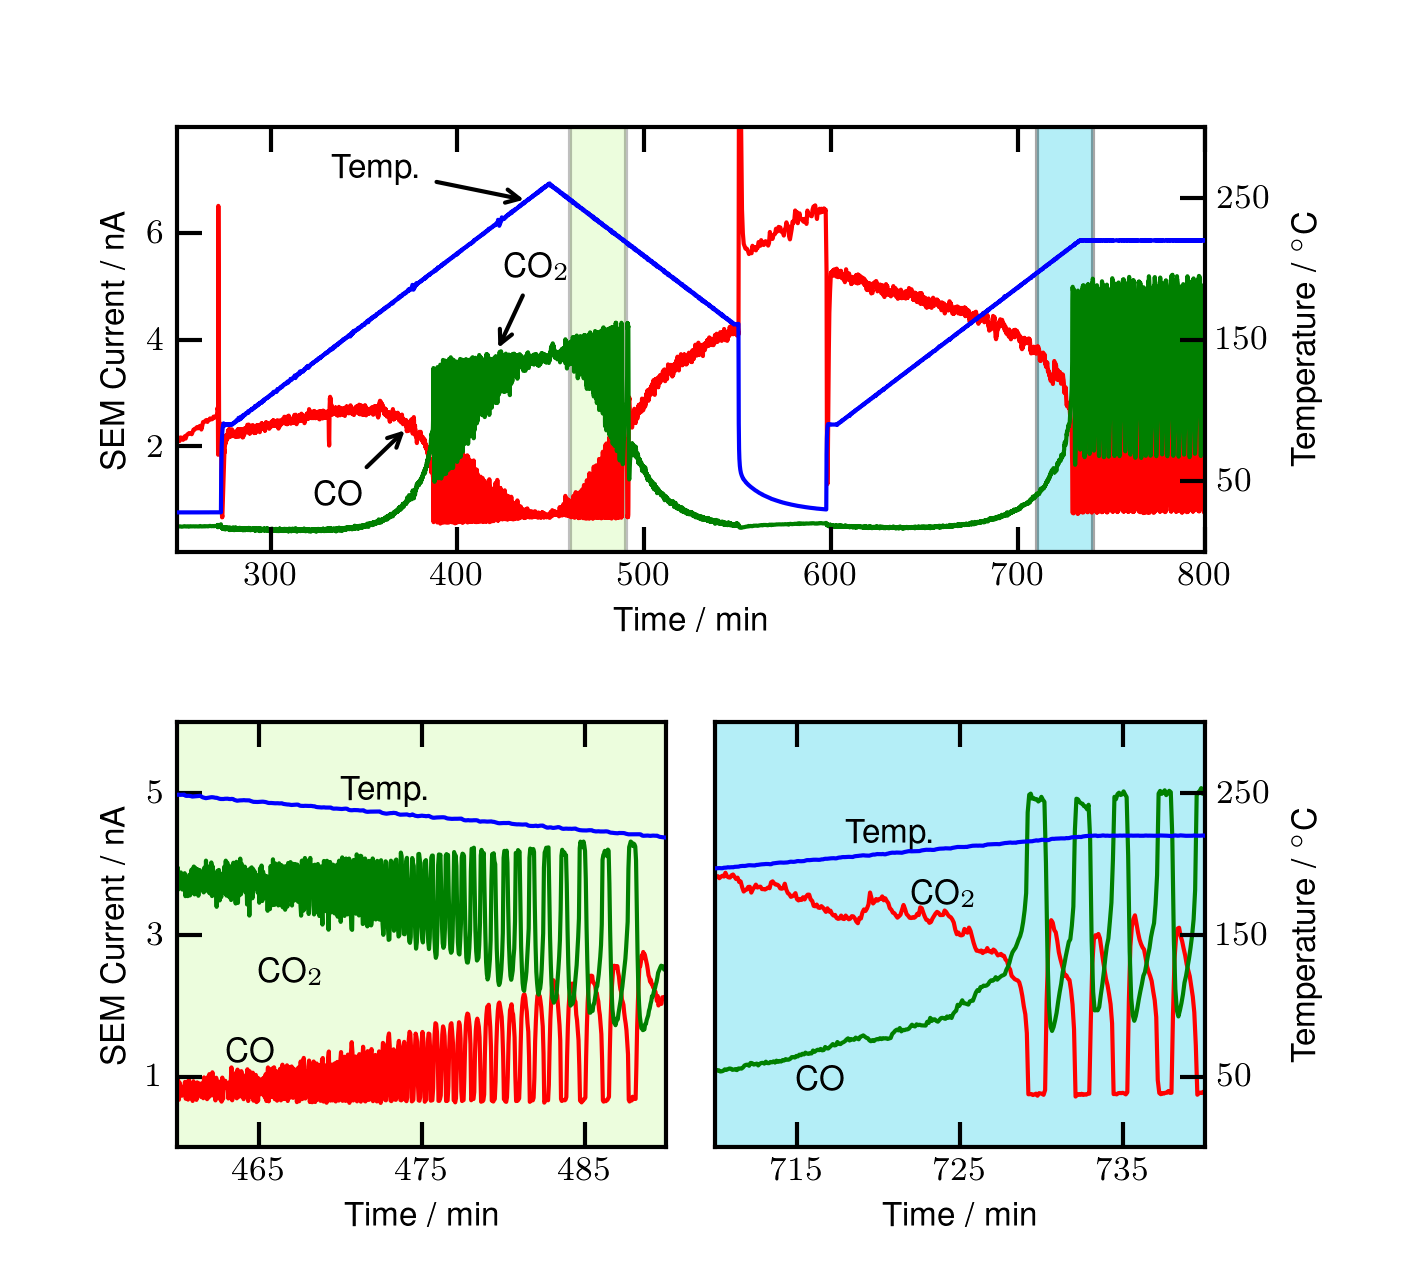 Temp.
CO₂
CO
SEM Current / nA
6
4
2
250
150
50
Temperature / °C
300 400 500 600 700 800
Time / min
Temp.
CO₂
CO
SEM Current / nA
5
3
1
465 475 485
Time / min
Temp.
CO₂
CO
250
150
50
Temperature / °C
715 725 735
Time / min